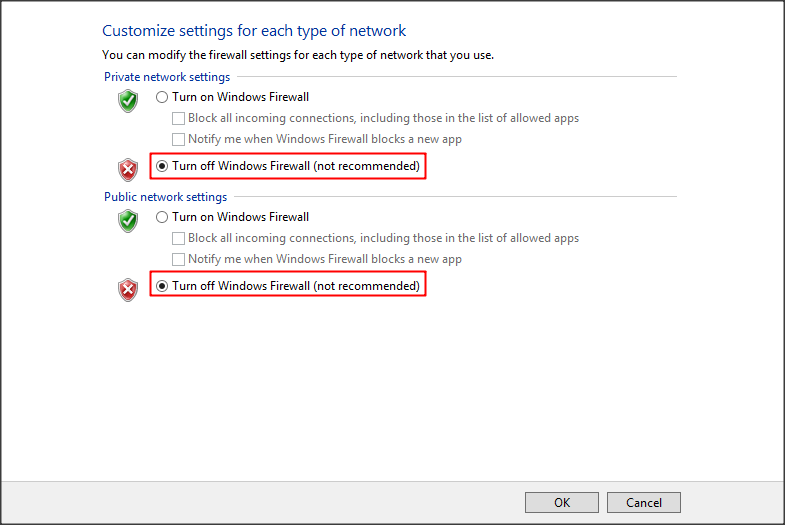 Customize settings for each type of network
You can modify the firewall settings for each type of network that you use.
Private network settings
Turn on Windows Firewall
Block all incoming connections, including those in the list of allowed apps
Notify me when Windows Firewall blocks a new app
Turn off Windows Firewall (not recommended)
Public network settings
Turn on Windows Firewall
Block all incoming connections, including those in the list of allowed apps
Notify me when Windows Firewall blocks a new app
Turn off Windows Firewall (not recommended)
OK Cancel